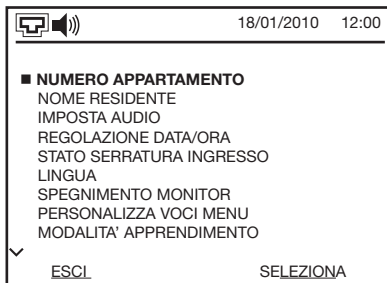 18/01/2010 12:00
NUMERO APPARTAMENTO
NOME RESIDENTE
IMPOSTA AUDIO
REGOLAZIONE DATA/ORA
STATO SERRATURA INGRESSO
LINGUA
SPEGNIMENTO MONITOR
PERSONALIZZA VOCI MENU
MODALITA' APPRENDIMENTO
ESCI SELEZIONA